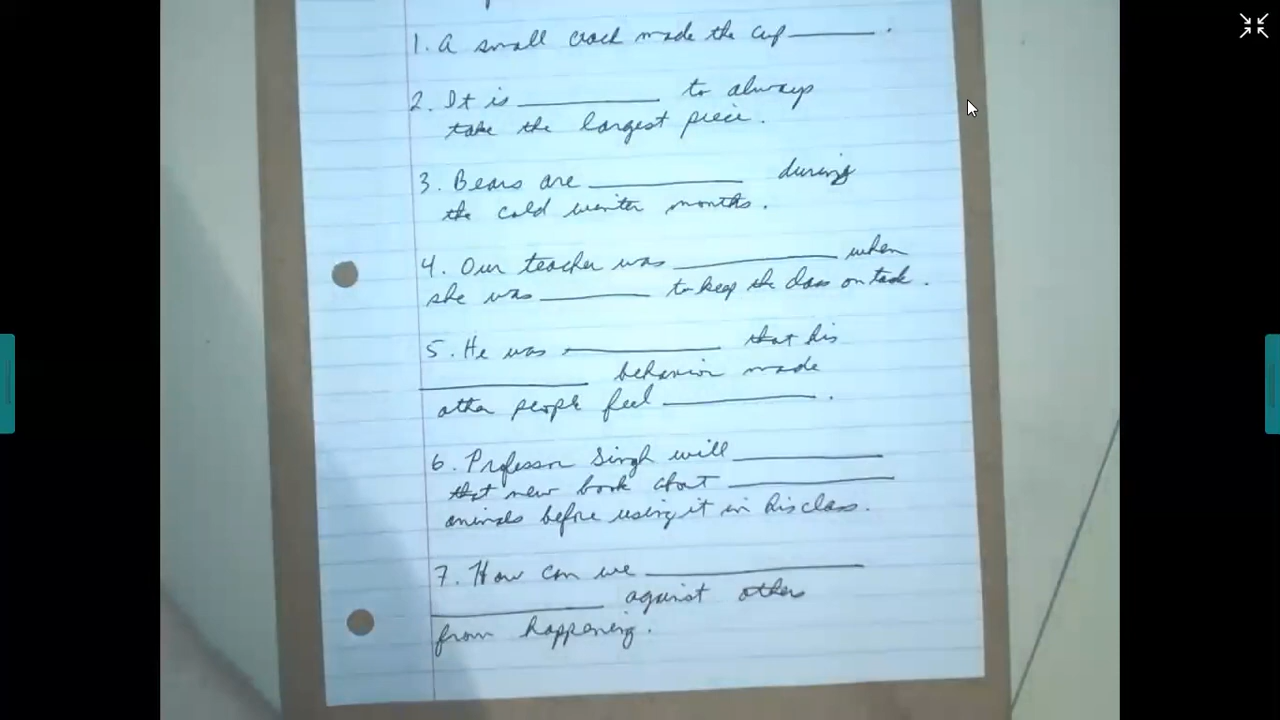 1. A small crack made the cup ______.
2. It is ______ to always
take the largest piece.
3. Bears are ______ during
the cold winter months.
4. Our teacher was ______ when
she was ______ to keep the class on task.
5. He was ______ that his
______ behavior made
other people feel ______.
6. Professor Singh will ______
that new book about ______
animals before using it in his class.
7. How can we ______
______ against others
from happening.